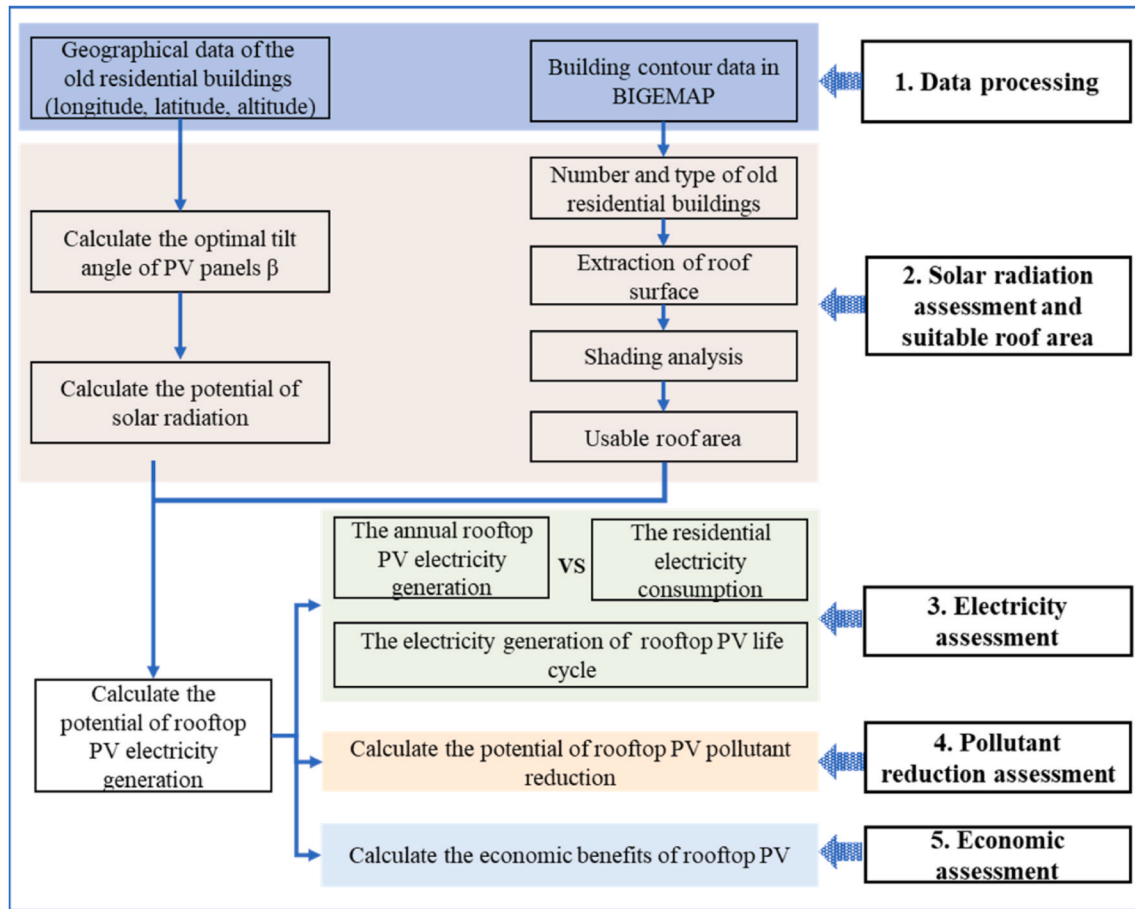 Geographical data of the
old residential buildings
(longitude, latitude, altitude)
Building contour data in
BIGEMAP
1. Data processing
Number and type of old
residential buildings
Calculate the optimal tilt
angle of PV panels β
Extraction of roof
surface
2. Solar radiation
assessment and
suitable roof area
Shading analysis
Calculate the potential of
solar radiation
Usable roof area
The annual rooftop
PV electricity
generation
VS
The residential
electricity
consumption
3. Electricity
assessment
The electricity generation of rooftop PV life
cycle
Calculate the
potential of rooftop
PV electricity
generation
Calculate the potential of rooftop PV pollutant
reduction
4. Pollutant
reduction assessment
Calculate the economic benefits of rooftop PV
5. Economic
assessment